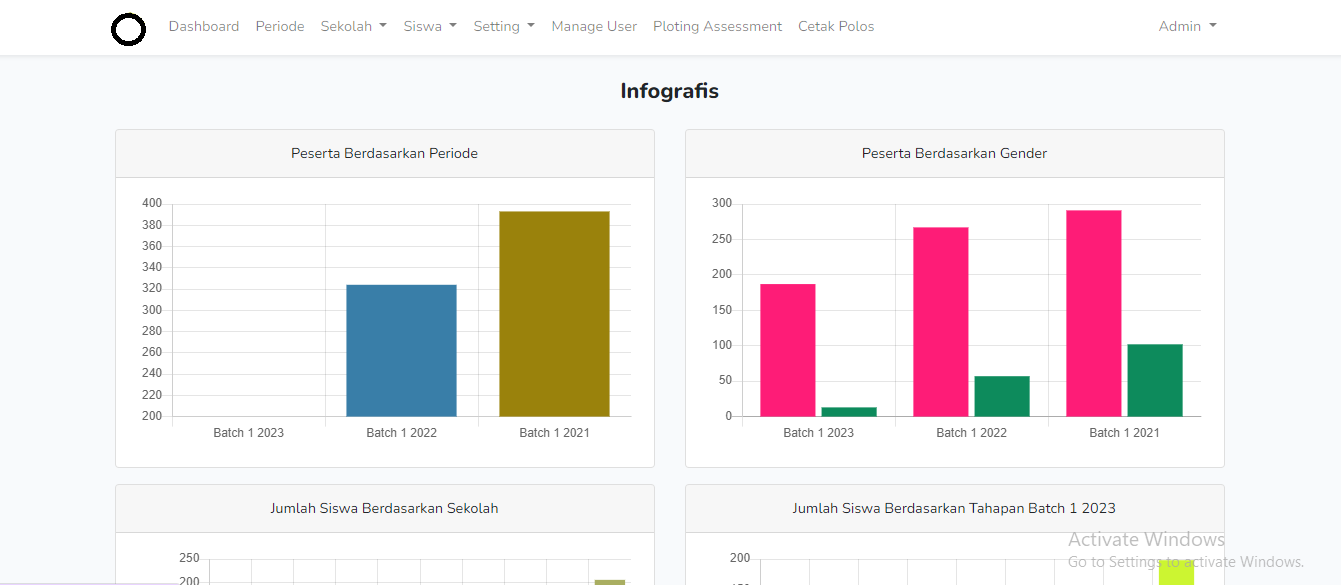 Dashboard Periode Sekolah Siswa Setting Manage User Ploting Assessment Cetak Polos Admin
Infografis
Peserta Berdasarkan Periode
400
380
360
340
320
300
280
260
240
220
200
Batch 1 2023 Batch 1 2022 Batch 1 2021
Peserta Berdasarkan Gender
300
250
200
150
100
50
0
Batch 1 2023 Batch 1 2022 Batch 1 2021
Jumlah Siswa Berdasarkan Sekolah
250
200
Jumlah Siswa Berdasarkan Tahapan Batch 1 2023
200
Activate Windows
Go to Settings to activate Windows.